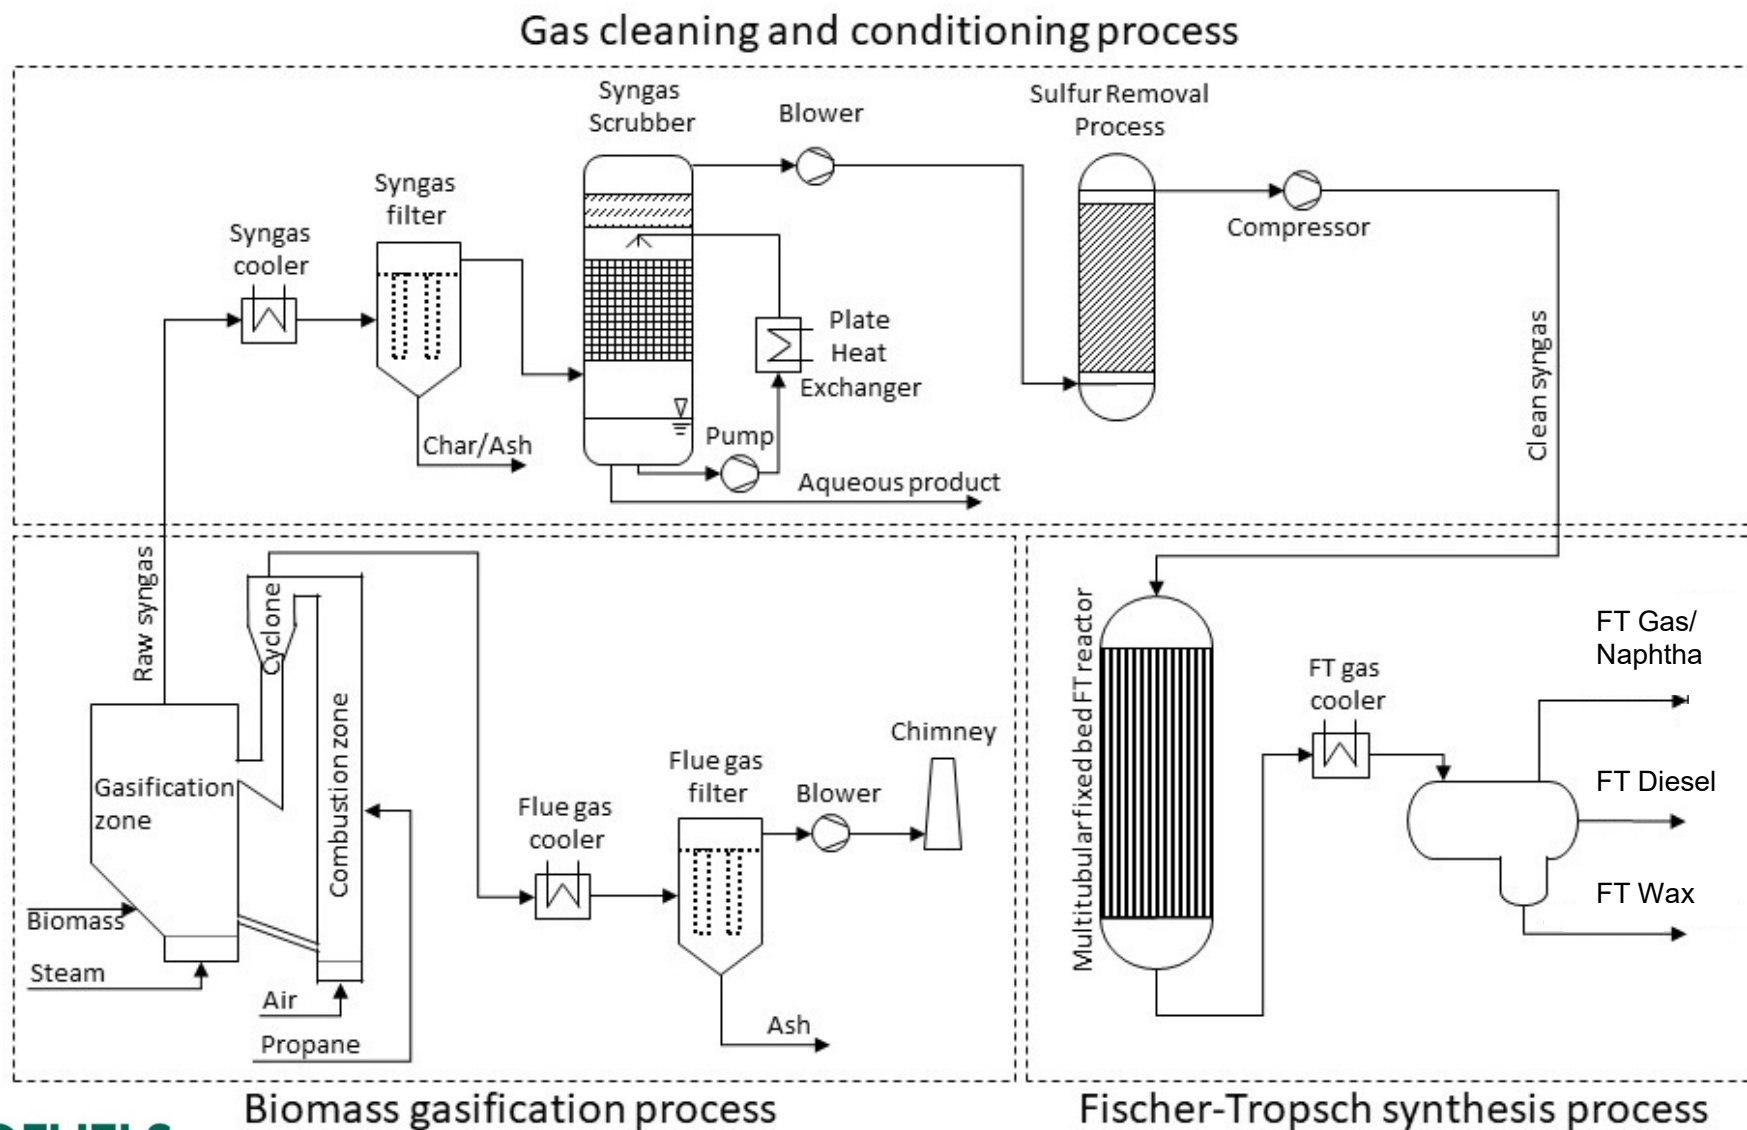 Gas cleaning and conditioning process
Syngas
Scrubber
Blower
Sulfur Removal
Process
Syngas
filter
Syngas
cooler
Compressor
Plate
Heat
Exchanger
Clean syngas
Char/Ash
Pump
Aqueous product
Raw syngas
Cyclone
Combustion zone
Gasification
zone
Biomass
Steam
Air
Propane
Flue gas
cooler
Flue gas
filter
Blower
Chimney
Ash
Multitubular fixed bed FT reactor
FT gas
cooler
FT Gas/
Naphtha
FT Diesel
FT Wax
Biomass gasification process
Fischer-Tropsch synthesis process